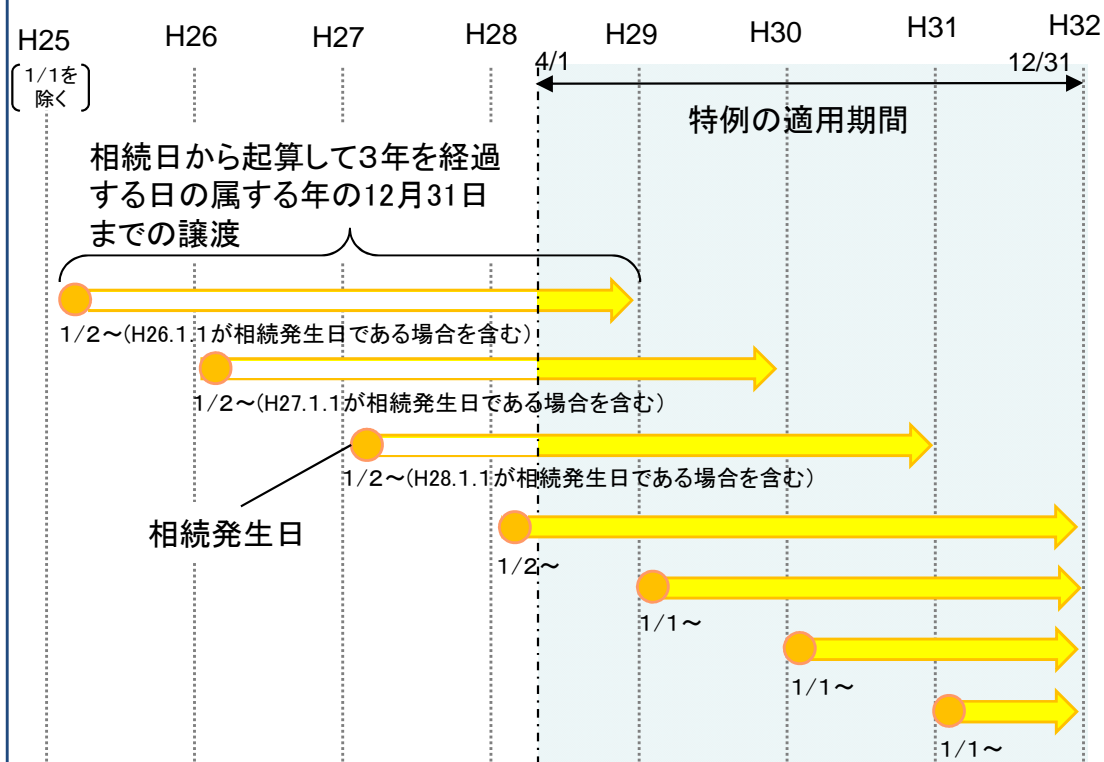 H25
H26
H27
H28
H29
H30
H31
H32
1/1を
除く
4/1
12/31
特例の適用期間
相続日から起算して３年を経過
する日の属する年の12月31日
までの譲渡
1/2～(H26.1.1が相続発生日である場合を含む)
1/2～(H27.1.1が相続発生日である場合を含む)
1/2～(H28.1.1が相続発生日である場合を含む)
相続発生日
1/2～
1/1～
1/1～
1/1～